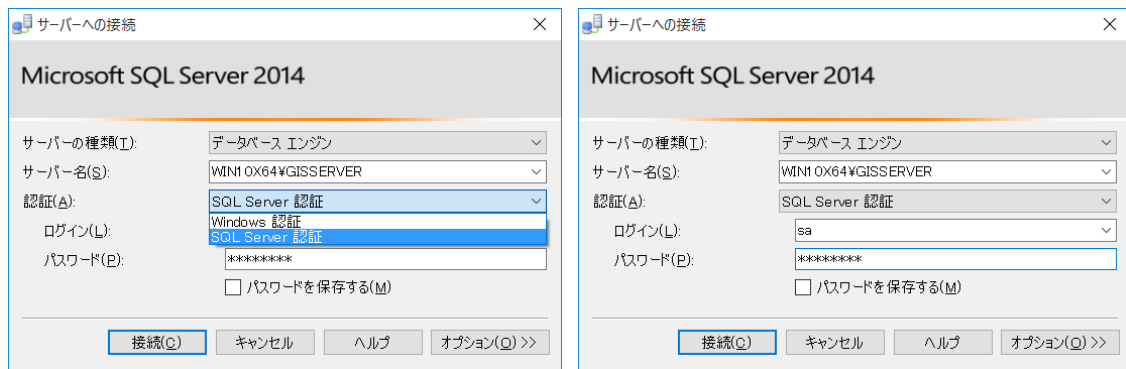 サーバーへの接続
Microsoft SQL Server 2014
サーバーの種類(T): データベース エンジン
サーバー名(S): WIN10X64¥GISSERVER
認証(A): SQL Server 認証
Windows 認証
SQL Server 認証
ログイン(L):
パスワード(P): ********
パスワードを保存する(M)
接続(C) キャンセル ヘルプ オプション(O) >>
サーバーへの接続
Microsoft SQL Server 2014
サーバーの種類(T): データベース エンジン
サーバー名(S): WIN10X64¥GISSERVER
認証(A): SQL Server 認証
ログイン(L): sa
パスワード(P): ********
パスワードを保存する(M)
接続(C) キャンセル ヘルプ オプション(O) >>